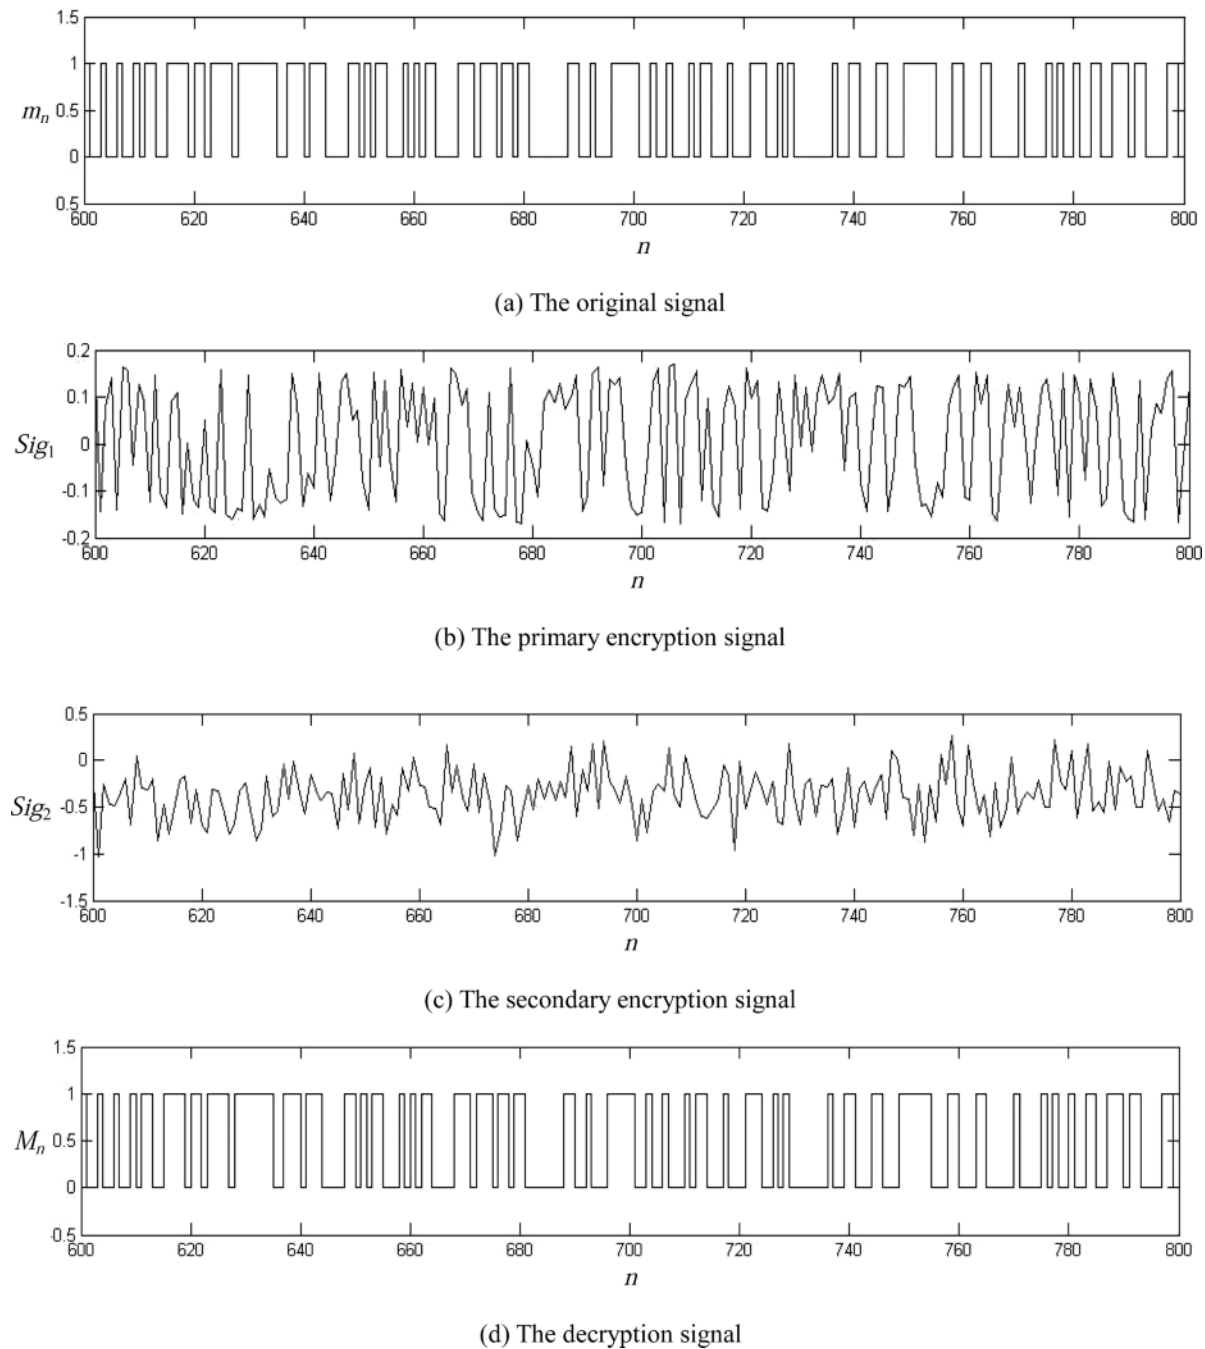 1.5
1
m_n 0.5
0
0.5
600 620 640 660 680 700 720 740 760 780 800
n
(a) The original signal
0.2
0.1
Sig_1 0
-0.1
-0.2
600 620 640 660 680 700 720 740 760 780 800
n
(b) The primary encryption signal
0.5
0
Sig_2 -0.5
-1
-1.5
600 620 640 660 680 700 720 740 760 780 800
n
(c) The secondary encryption signal
1.5
1
M_n 0.5
0
-0.5
600 620 640 660 680 700 720 740 760 780 800
n
(d) The decryption signal